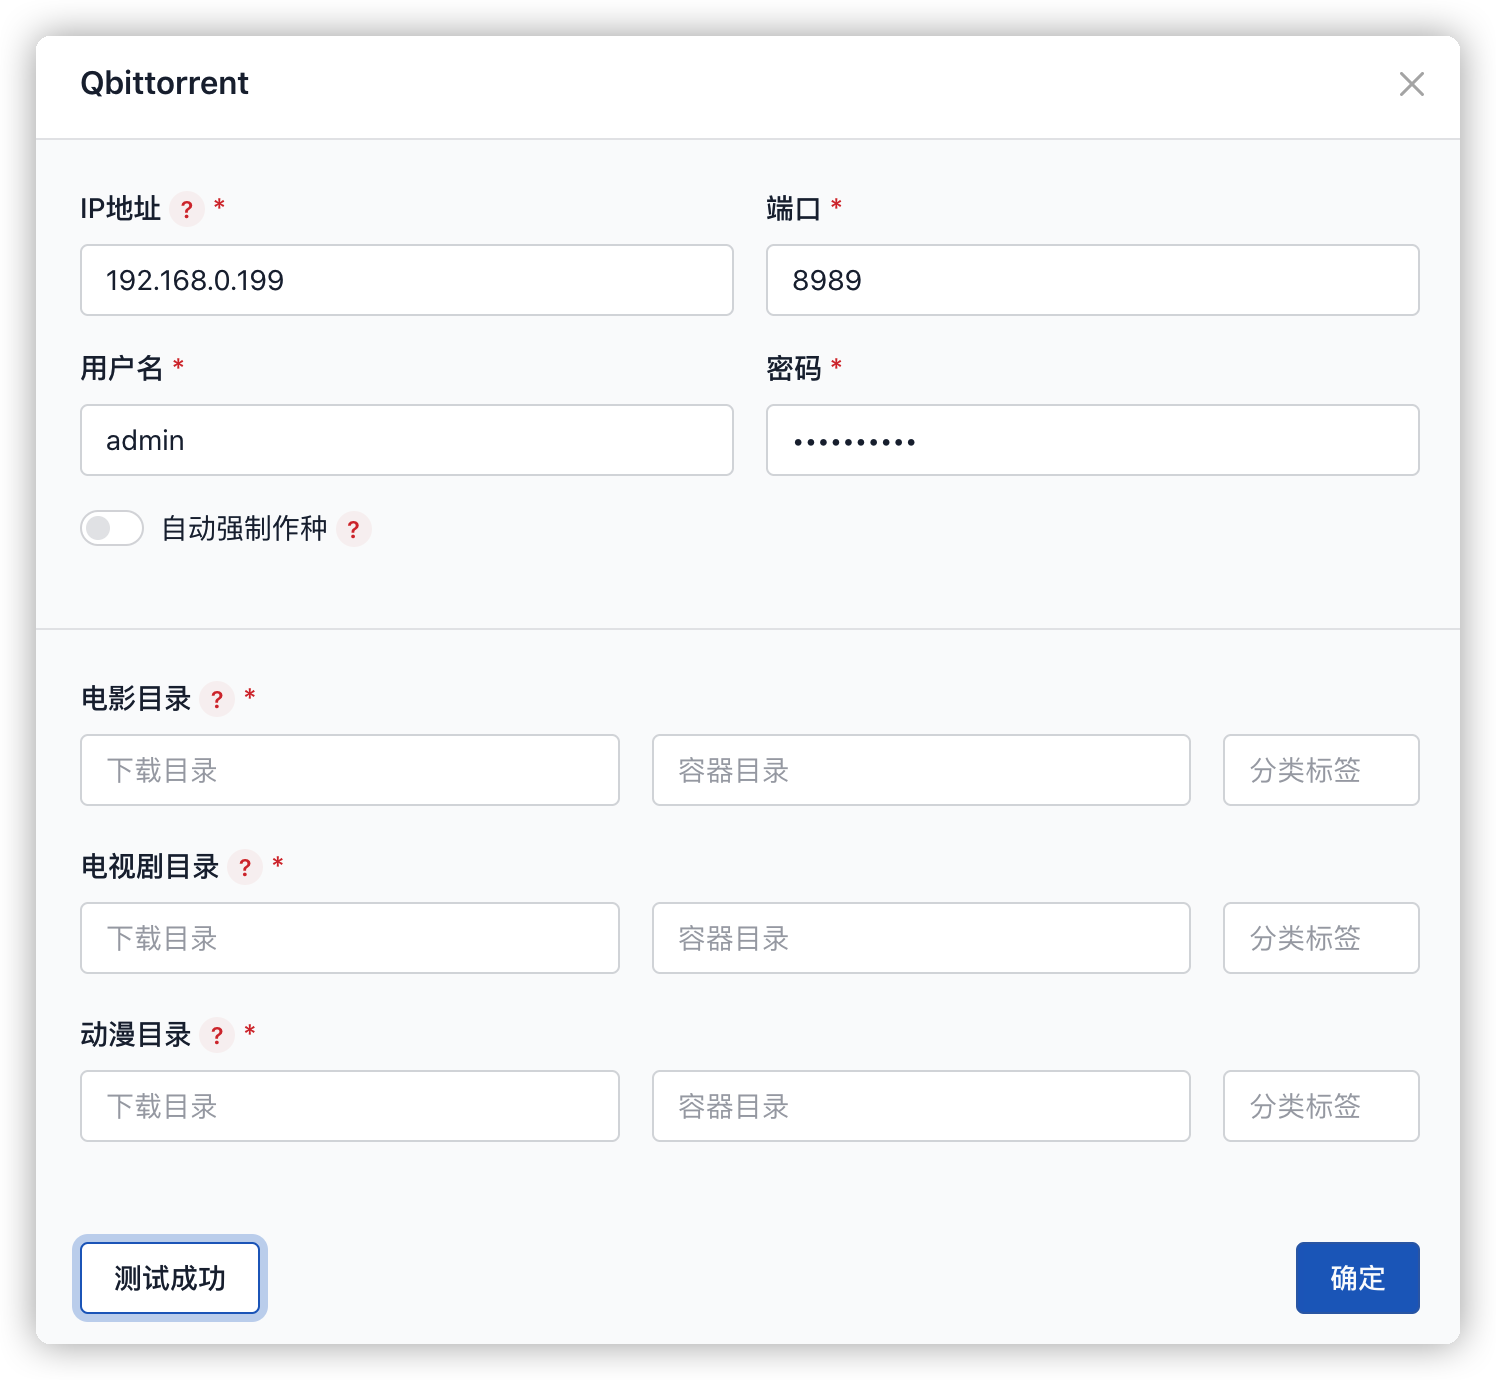 Qbittorrent
IP地址 ? * 端口 *
192.168.0.199 8989
用户名 * 密码 *
admin ••••••••••
自动强制作种 ?
电影目录 ? *
下载目录 容器目录 分类标签
电视剧目录 ? *
下载目录 容器目录 分类标签
动漫目录 ? *
下载目录 容器目录 分类标签
测试成功 确定